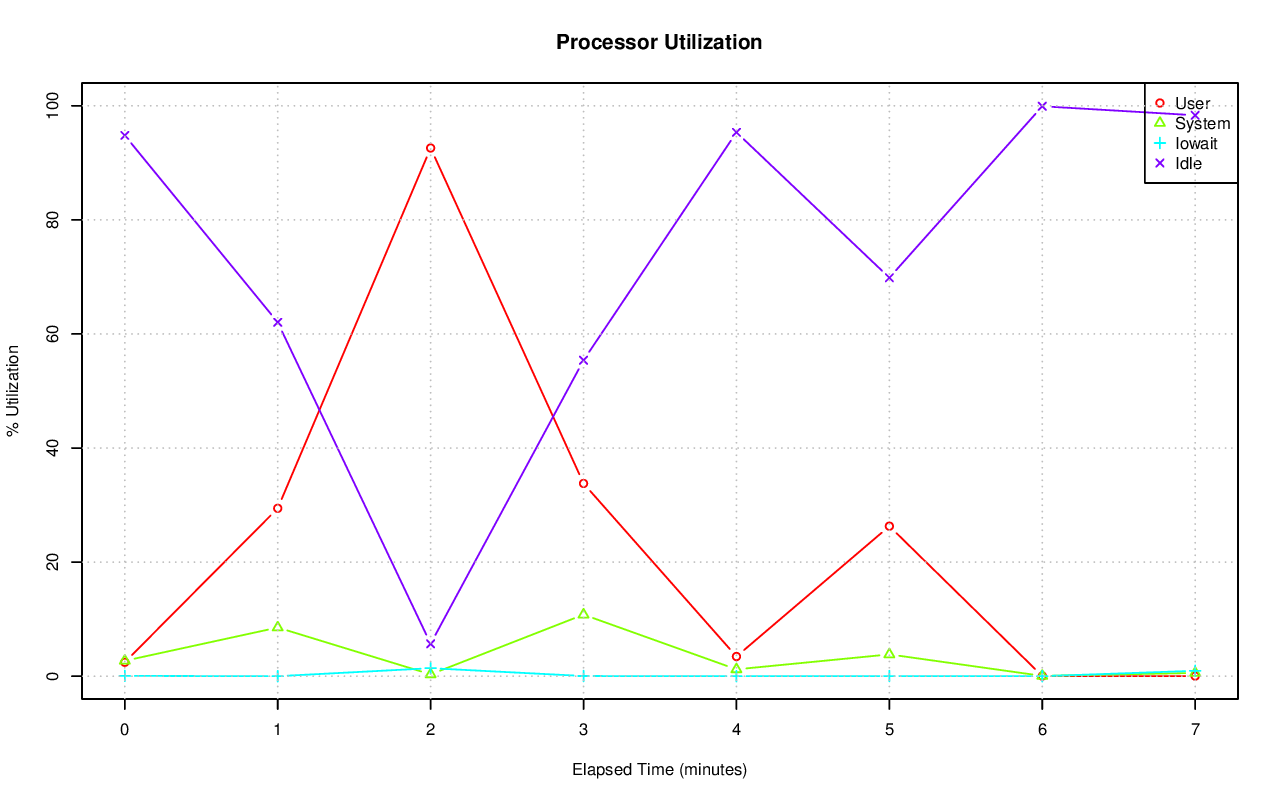 Processor Utilization
User
System
Iowait
Idle
% Utilization
100
80
60
40
20
0
0 1 2 3 4 5 6 7
Elapsed Time (minutes)